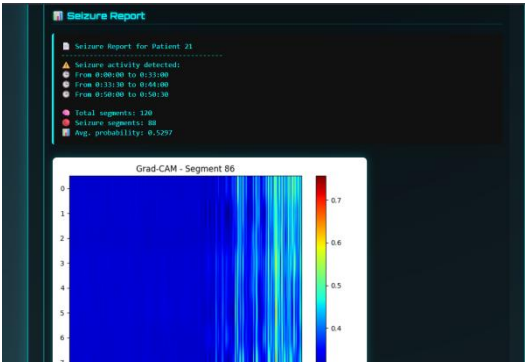 📊 Seizure Report
📄 Seizure Report for Patient 21
----------------------------------------
⚠️ Seizure activity detected:
🕒 From 0:00:00 to 0:33:00
🕒 From 0:33:30 to 0:44:00
🕒 From 0:50:00 to 0:50:30
🧠 Total segments: 120
🔴 Seizure segments: 88
📊 Avg. probability: 0.5297
Grad-CAM - Segment 86
0
1
2
3
4
5
6
7
0.7
0.6
0.5
0.4